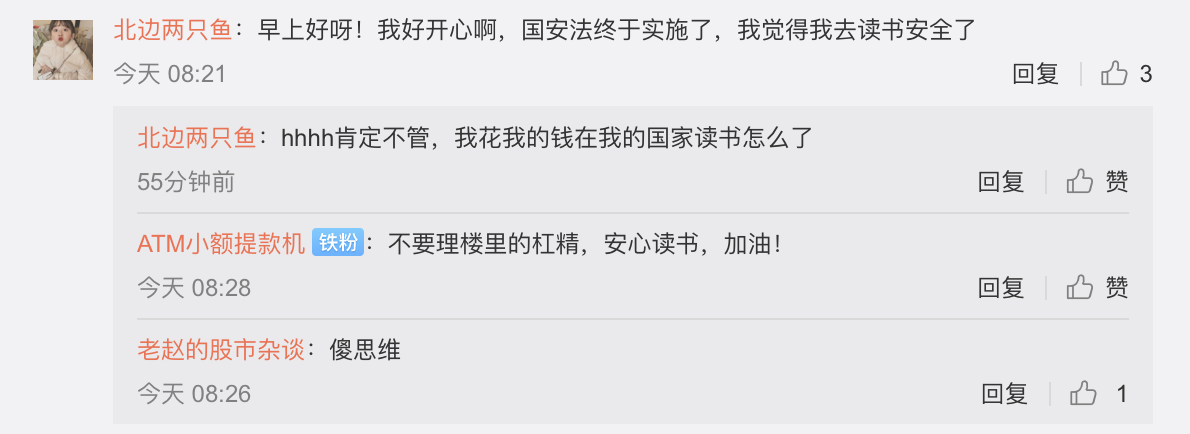 北边两只鱼：早上好呀！我好开心啊，国安法终于实施了，我觉得我去读书安全了
今天 08:21 回复 3
北边两只鱼：hhhh肯定不管，我花我的钱在我的国家读书怎么了
55分钟前 回复 赞
ATM小额提款机 铁粉：不要理楼里的杠精，安心读书，加油！
今天 08:28 回复 赞
老赵的股市杂谈：傻思维
今天 08:26 回复 1